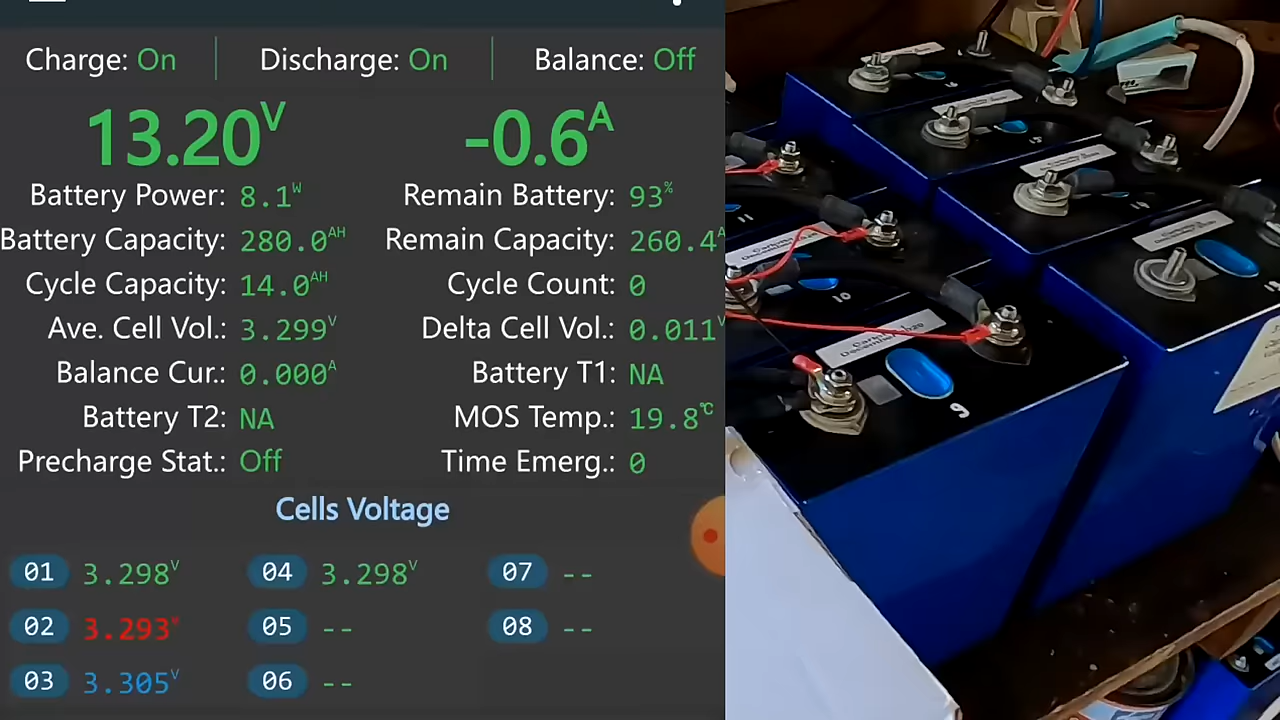 Charge: On Discharge: On Balance: Off
13.20V -0.6A
Battery Power: 8.1W Remain Battery: 93%
Battery Capacity: 280.0AH Remain Capacity: 260.4A
Cycle Capacity: 14.0AH Cycle Count: 0
Ave. Cell Vol.: 3.299V Delta Cell Vol.: 0.011V
Balance Cur.: 0.000A Battery T1: NA
Battery T2: NA MOS Temp.: 19.8℃
Precharge Stat.: Off Time Emerg.: 0
Cells Voltage
01 3.298V 04 3.298V 07 --
02 3.293V 05 -- 08 --
03 3.305V 06 --
11
10
9